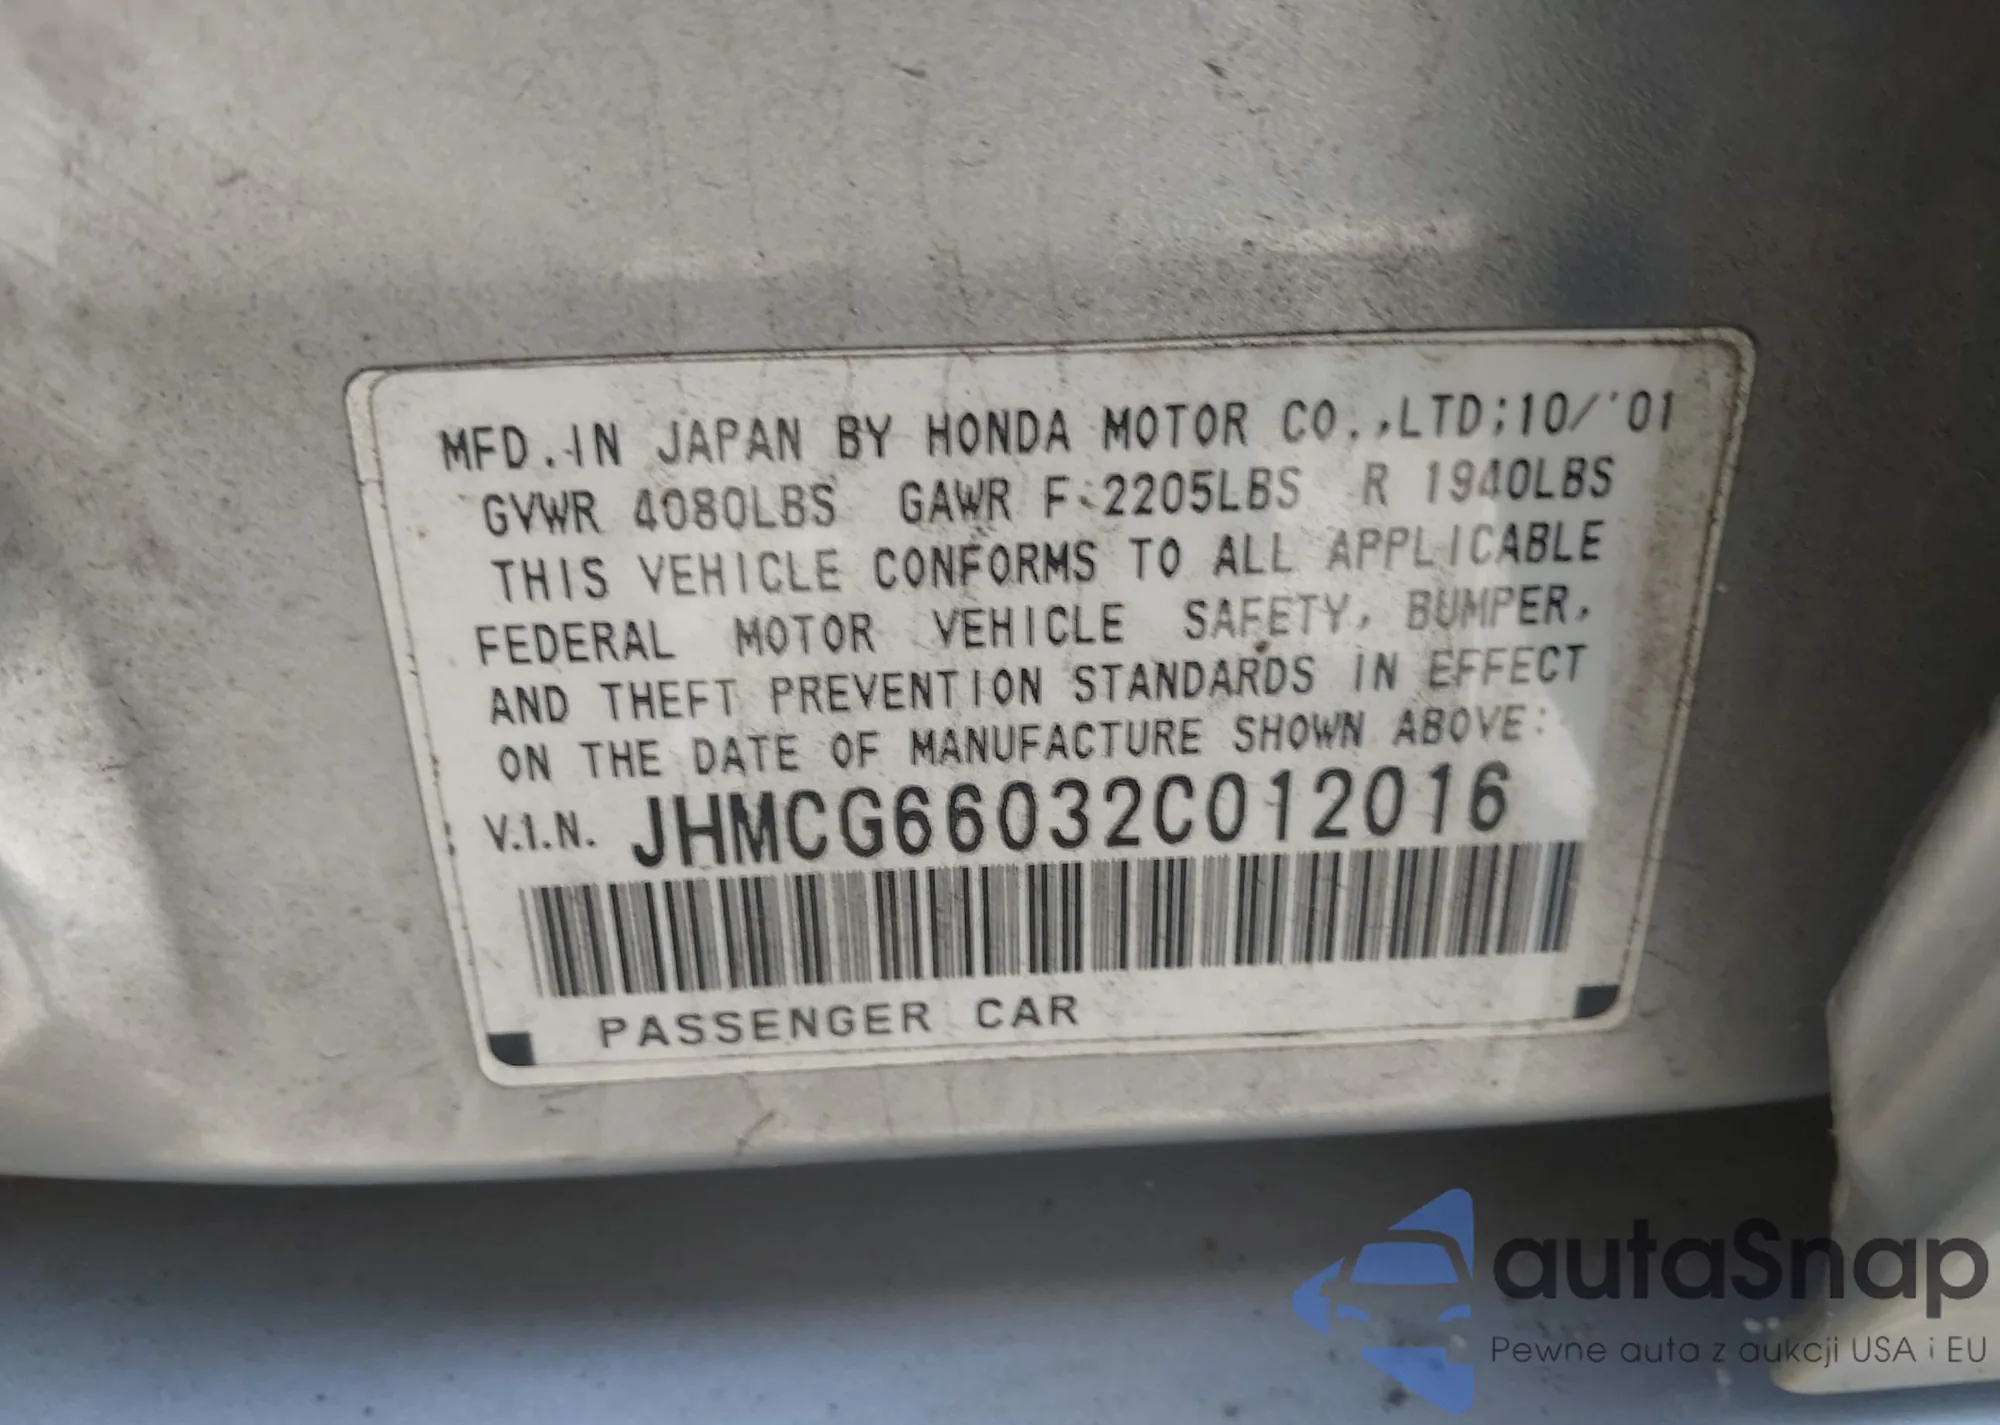 MFD. IN JAPAN BY HONDA MOTOR CO.,LTD;10/'01
GVWR 4080LBS GAWR F 2205LBS R 1940LBS
THIS VEHICLE CONFORMS TO ALL APPLICABLE
FEDERAL MOTOR VEHICLE SAFETY, BUMPER,
AND THEFT PREVENTION STANDARDS IN EFFECT
ON THE DATE OF MANUFACTURE SHOWN ABOVE:
V.I.N. JHMCG66032C012016
PASSENGER CAR
autaSnap
Pewne auta z aukcji USA i EU